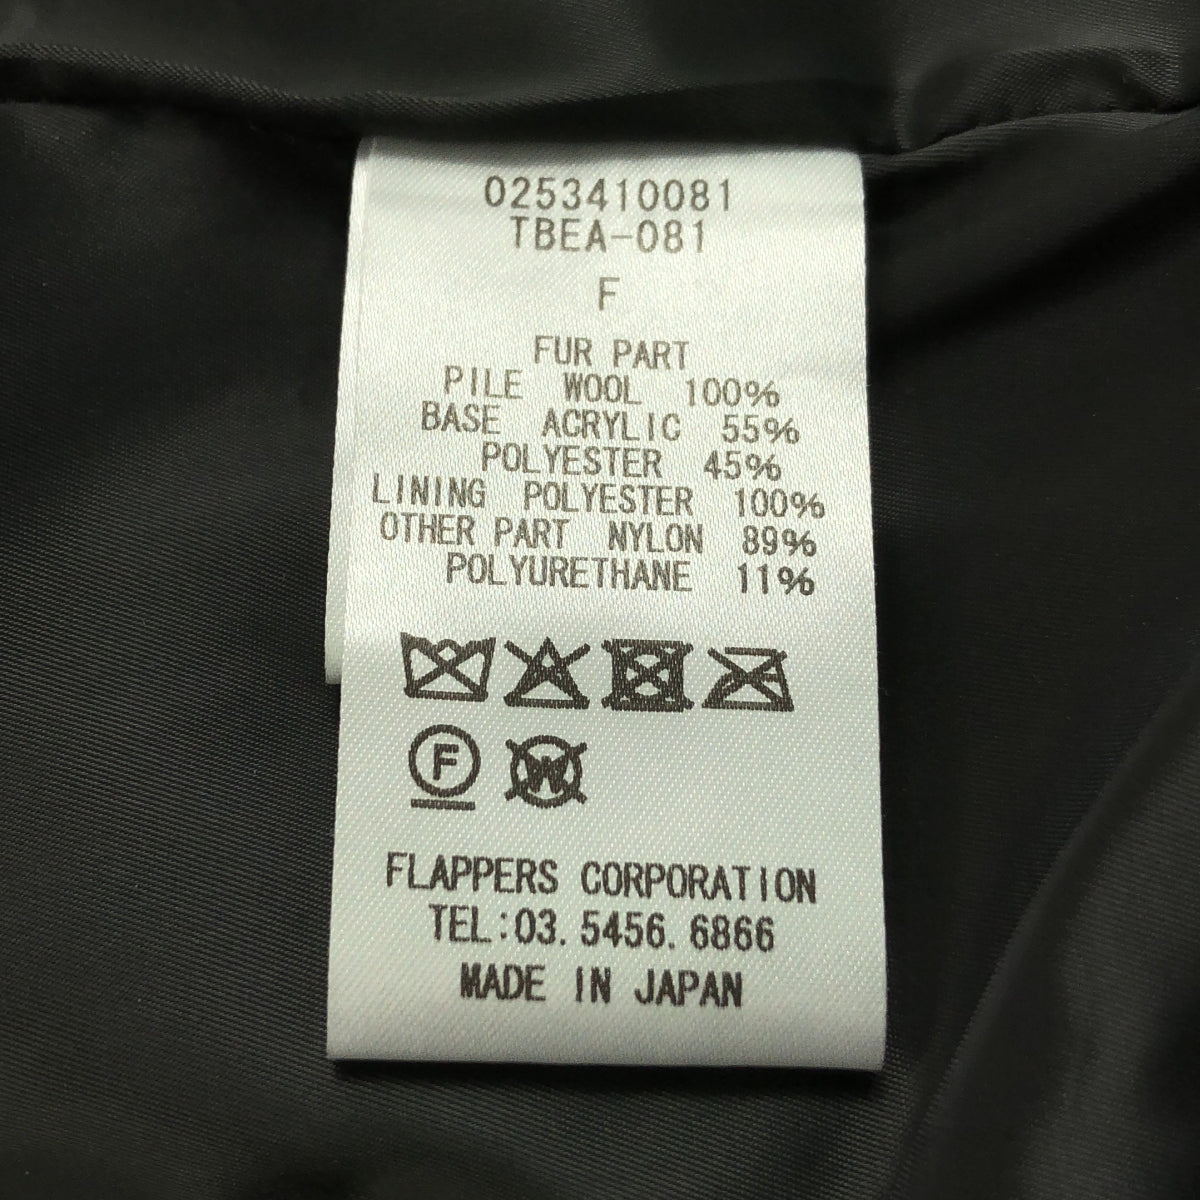 0253410081
TBEA-081
F
FUR PART
PILE WOOL 100%
BASE ACRYLIC 55%
POLYESTER 45%
LINING POLYESTER 100%
OTHER PART NYLON 89%
POLYURETHANE 11%
F W
FLAPPERS CORPORATION
TEL:03.5456.6866
MADE IN JAPAN